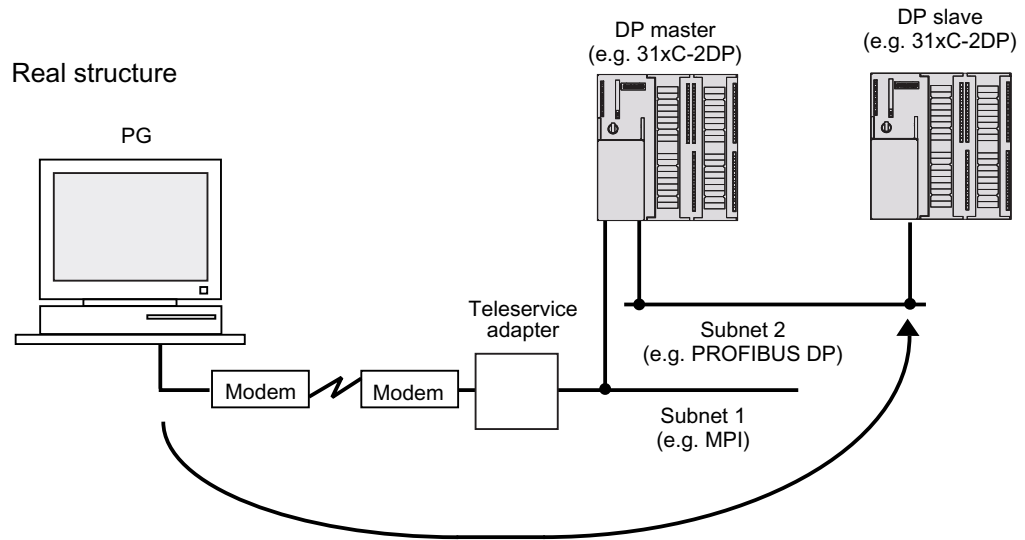 DP master
(e.g. 31xC-2DP)
DP slave
(e.g. 31xC-2DP)
Real structure
PG
Teleservice
adapter
Subnet 2
(e.g. PROFIBUS DP)
Modem
Modem
Subnet 1
(e.g. MPI)